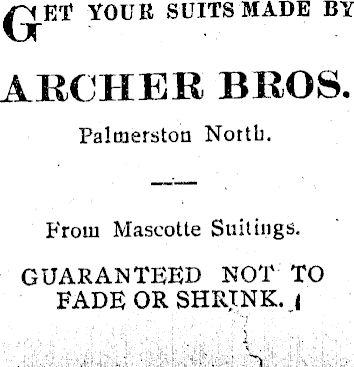 GET YOUR SUITS MADE BY
ARCHER BROS.
Palmerston North.
From Mascotte Suitings.
GUARANTEED NOT TO
FADE OR SHRINK.